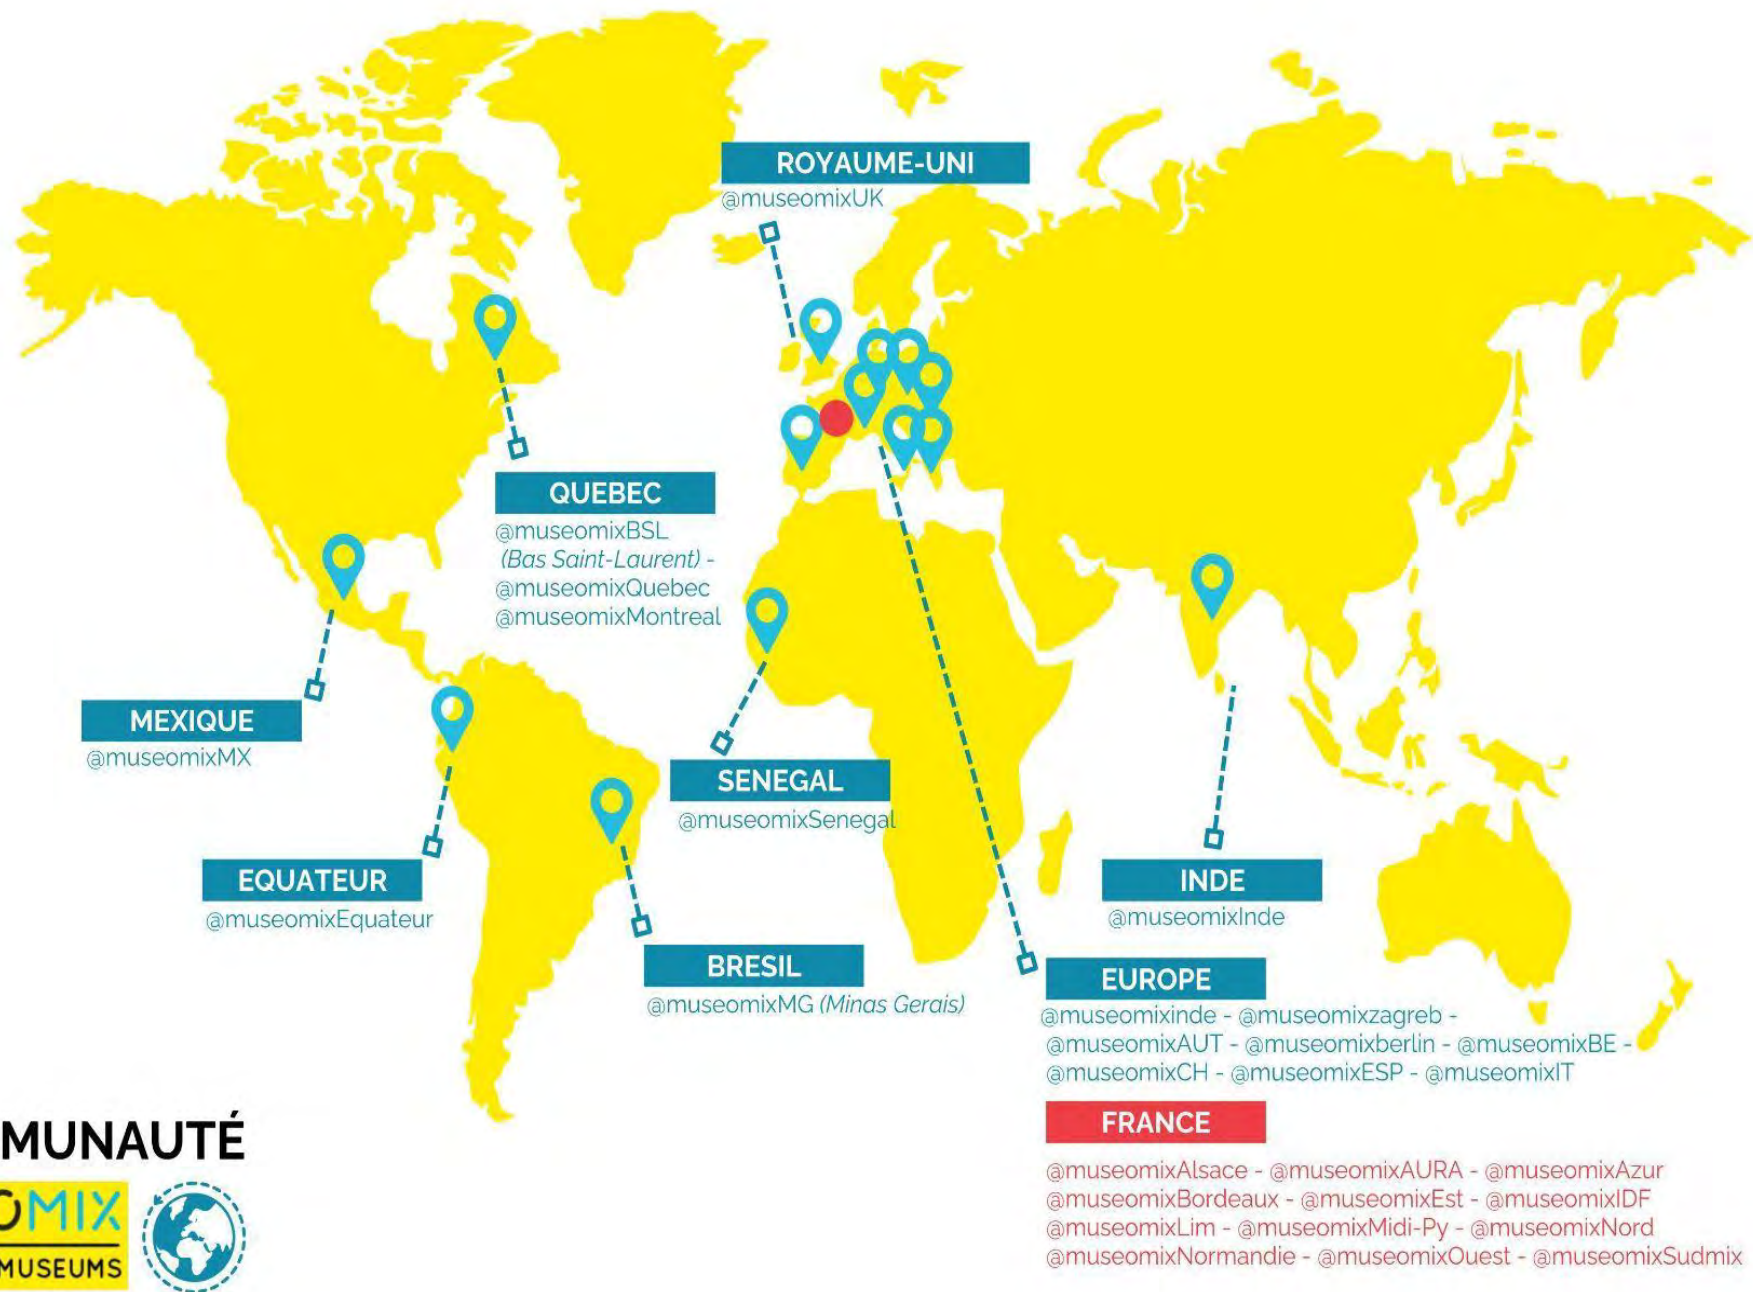 ROYAUME-UNI
@museomixUK
QUEBEC
@museomixBSL
(Bas Saint-Laurent) -
@museomixQuebec
@museomixMontreal
MEXIQUE
@museomixMX
SENEGAL
@museomixSenegal
EQUATEUR
@museomixEquateur
INDE
@museomixInde
BRESIL
@museomixMG (Minas Gerais)
EUROPE
@museomixinde - @museomixzagreb -
@museomixAUT - @museomixberlin - @museomixBE -
@museomixCH - @museomixESP - @museomixIT
FRANCE
@museomixAlsace - @museomixAURA - @museomixAzur
@museomixBordeaux - @museomixEst - @museomixIDF
@museomixLim - @museomixMidi-Py - @museomixNord
@museomixNormandie - @museomixOuest - @museomixSudmix
MUNAUTÉ
OMIX
MUSEUMS